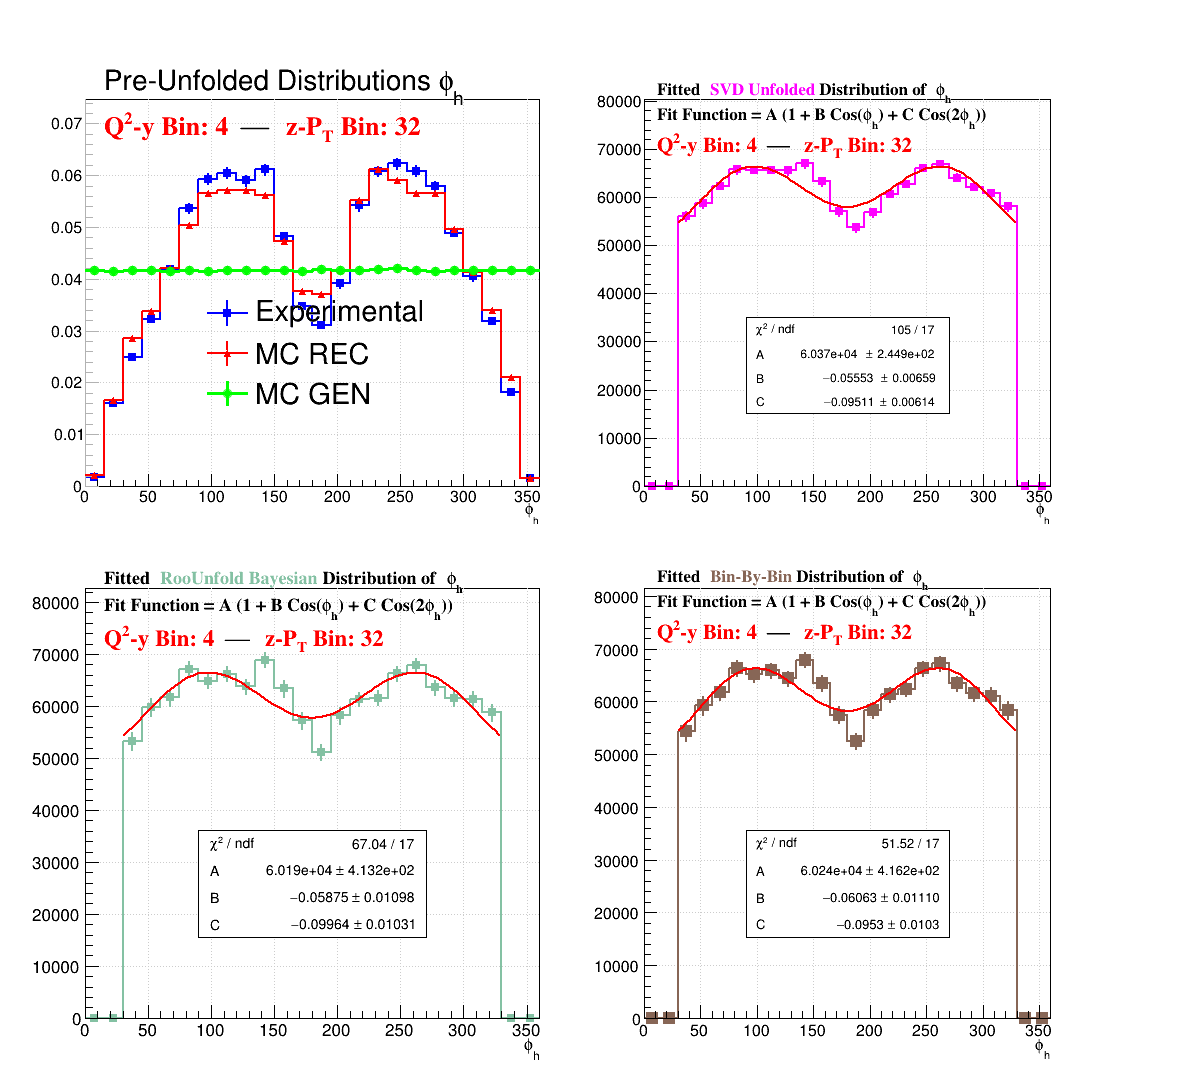 Pre-Unfolded Distributions ϕh
Q²-y Bin: 4 — z-PT Bin: 32
0.07
0.06
0.05
0.04
0.03
0.02
0.01
0
Experimental
MC REC
MC GEN
0 50 100 150 200 250 300 350
ϕh
Fitted SVD Unfolded Distribution of ϕh
Fit Function = A (1 + B Cos(ϕh) + C Cos(2ϕh))
Q²-y Bin: 4 — z-PT Bin: 32
80000
70000
60000
50000
40000
30000
20000
10000
0
χ² / ndf 105 / 17
A 6.037e+04 ± 2.449e+02
B −0.05553 ± 0.00659
C −0.09511 ± 0.00614
0 50 100 150 200 250 300 350
ϕh
Fitted RooUnfold Bayesian Distribution of ϕh
Fit Function = A (1 + B Cos(ϕh) + C Cos(2ϕh))
Q²-y Bin: 4 — z-PT Bin: 32
80000
70000
60000
50000
40000
30000
20000
10000
0
χ² / ndf 67.04 / 17
A 6.019e+04 ± 4.132e+02
B −0.05875 ± 0.01098
C −0.09964 ± 0.01031
0 50 100 150 200 250 300 350
ϕh
Fitted Bin-By-Bin Distribution of ϕh
Fit Function = A (1 + B Cos(ϕh) + C Cos(2ϕh))
Q²-y Bin: 4 — z-PT Bin: 32
80000
70000
60000
50000
40000
30000
20000
10000
0
χ² / ndf 51.52 / 17
A 6.024e+04 ± 4.162e+02
B −0.06063 ± 0.01110
C −0.0953 ± 0.0103
0 50 100 150 200 250 300 350
ϕh